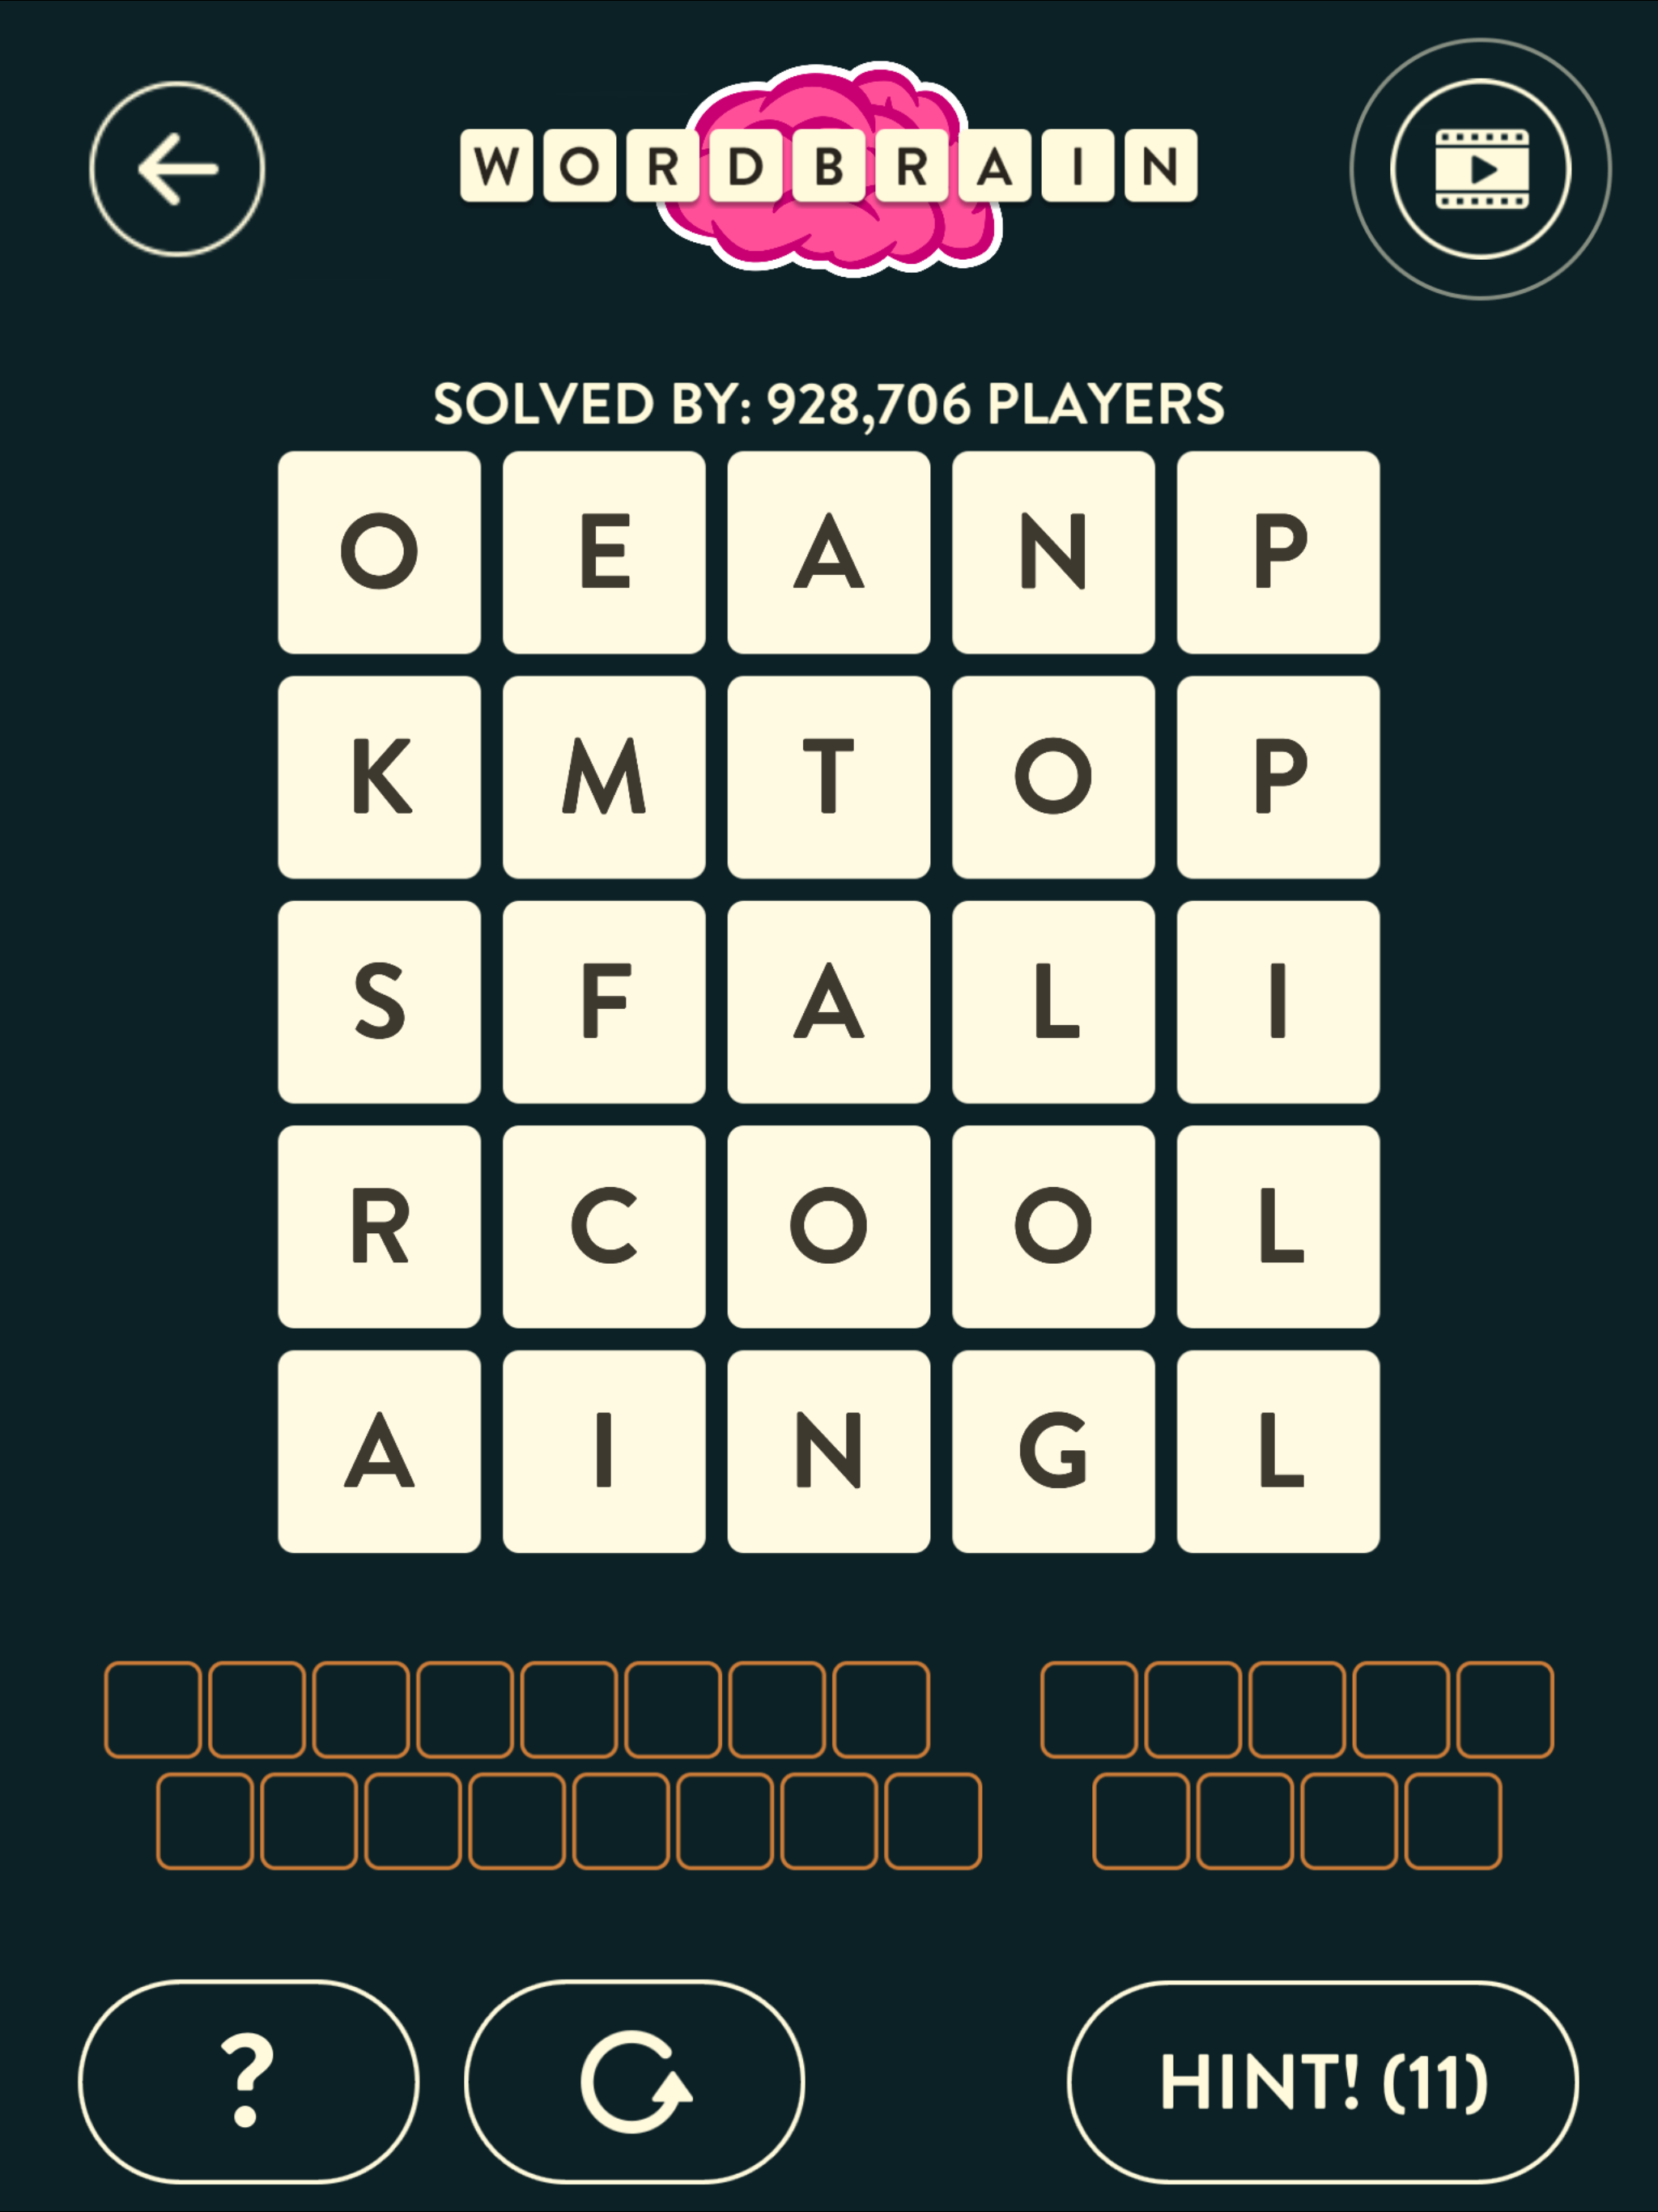 WORDBRAIN
SOLVED BY: 928,706 PLAYERS
O E A N P
K M T O P
S F A L I
R C O O L
A I N G L
?
HINT! (11)